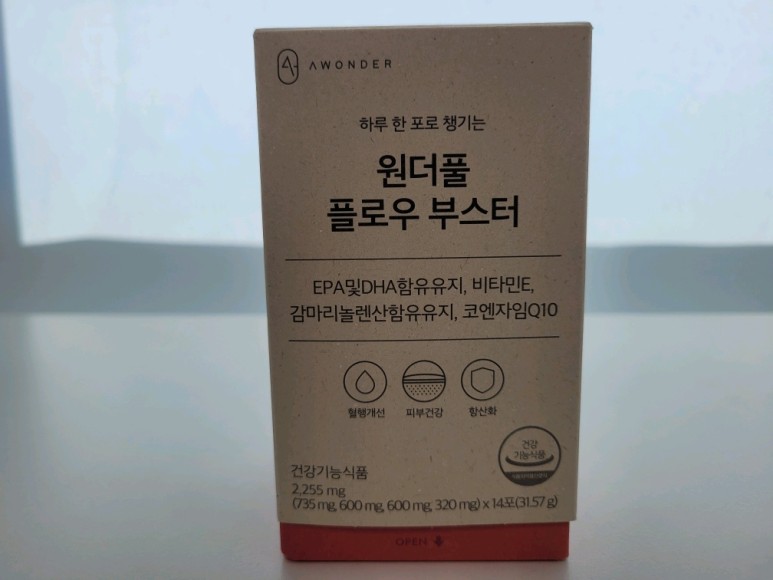 AWONDER
하루 한 포로 챙기는
원더풀
플로우 부스터
EPA및DHA함유유지, 비타민E,
감마리놀렌산함유유지, 코엔자임Q10
혈행개선 피부건강 항산화
건강
기능식품
건강기능식품
2,255 mg
(735 mg, 600 mg, 600 mg, 320 mg) x 14포(31.57 g)
OPEN